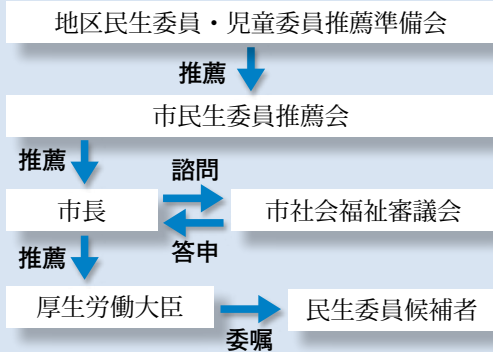 地区民生委員・児童委員推薦準備会
推薦
市民生委員推薦会
推薦
諮問
市長
市社会福祉審議会
答申
推薦
厚生労働大臣
民生委員候補者
委嘱